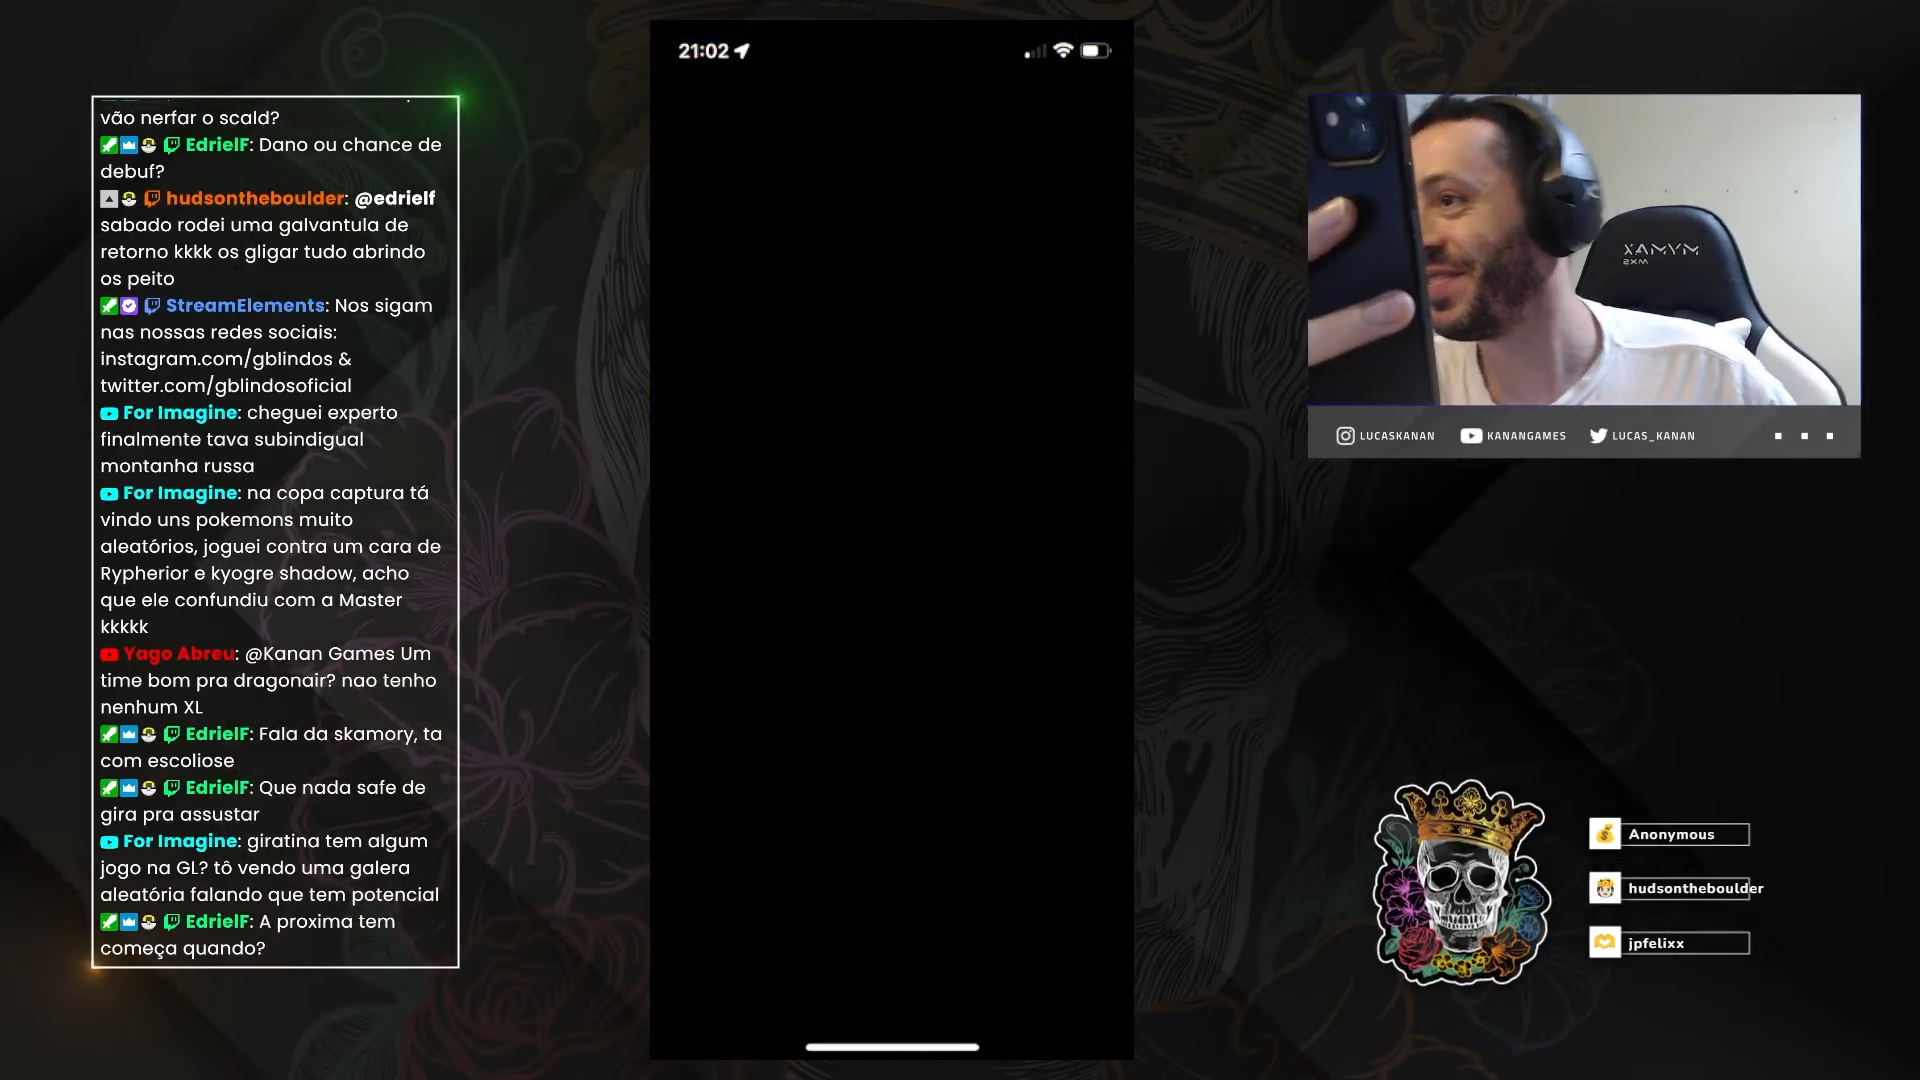 vão nerfar o scald?
EdrielF: Dano ou chance de
debuf?
hudsontheboulder: @edrielf
sabado rodei uma galvantula de
retorno kkkk os gligar tudo abrindo
os peito
StreamElements: Nos sigam
nas nossas redes sociais:
instagram.com/gblindos &
twitter.com/gblindosoficial
For Imagine: cheguei experto
finalmente tava subindigual
montanha russa
For Imagine: na copa captura tá
vindo uns pokemons muito
aleatórios, joguei contra um cara de
Rypherior e kyogre shadow, acho
que ele confundiu com a Master
kkkkk
Yago Abreu: @Kanan Games Um
time bom pra dragonair? nao tenho
nenhum XL
EdrielF: Fala da skamory, ta
com escoliose
EdrielF: Que nada safe de
gira pra assustar
For Imagine: giratina tem algum
jogo na GL? tô vendo uma galera
aleatória falando que tem potencial
EdrielF: A proxima tem
começa quando?
21:02
LUCASKANAN KANANGAMES LUCAS_KANAN
Anonymous
hudsontheboulder
jpfelixx